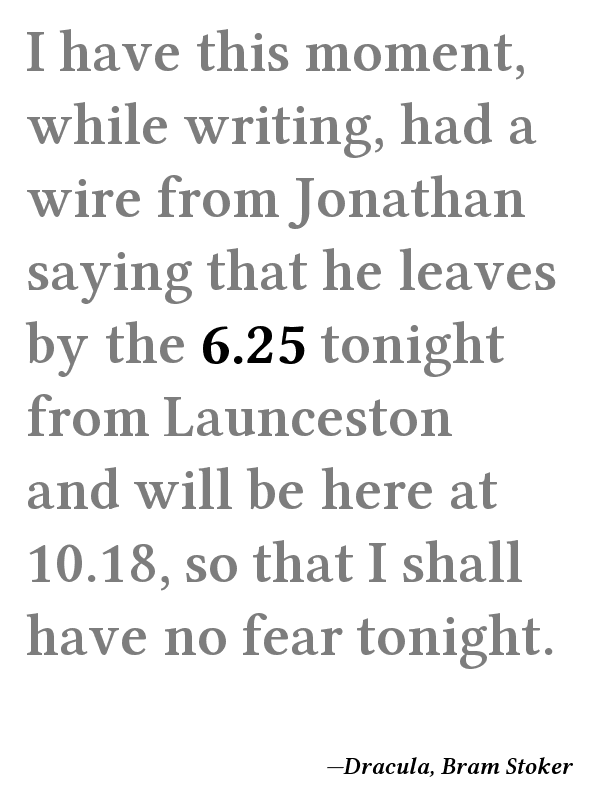 I have this moment,
while writing, had a
wire from Jonathan
saying that he leaves
by the 6.25 tonight
from Launceston
and will be here at
10.18, so that I shall
have no fear tonight.
—Dracula, Bram Stoker